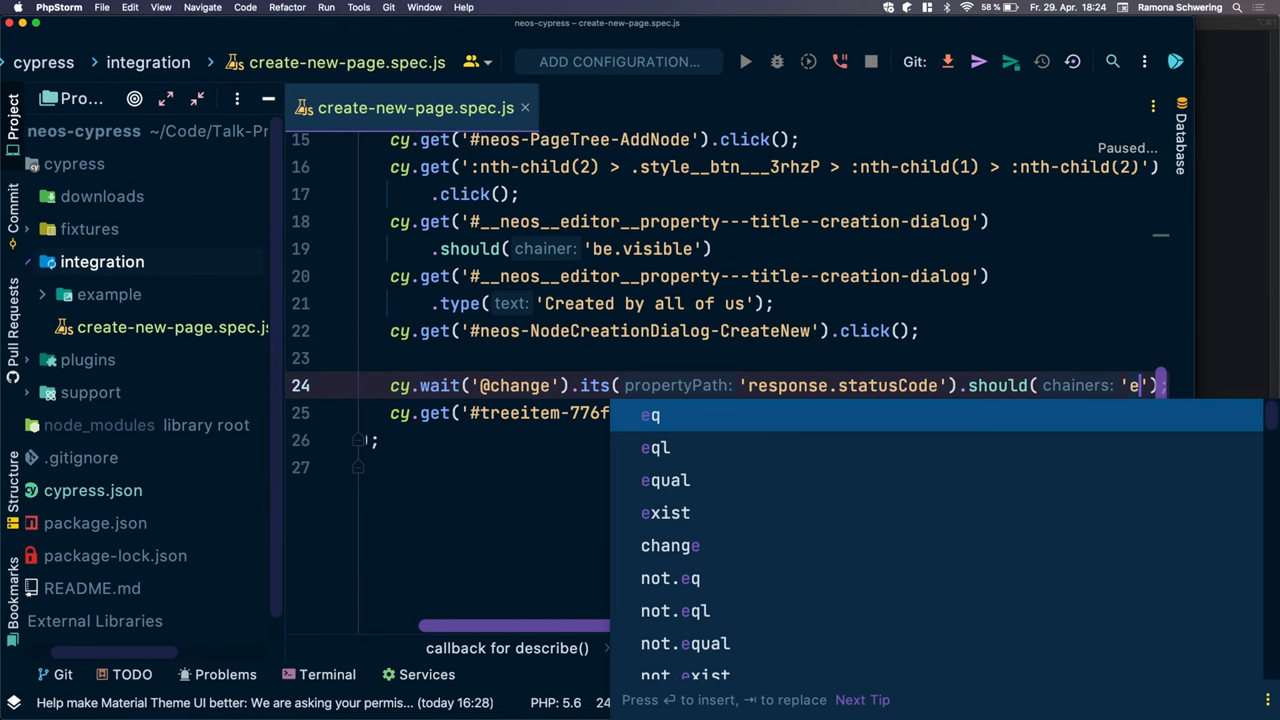 PhpStorm File Edit View Navigate Code Refactor Run Tools Git Window Help 58 % Fr. 29. Apr. 18:24 Ramona Schwering
neos-cypress – create-new-page.spec.js
cypress integration create-new-page.spec.js ADD CONFIGURATION... Git:
Project Pro... create-new-page.spec.js Database
neos-cypress ~/Code/Talk-Pr
cypress
downloads
fixtures
integration
example
create-new-page.spec.js
plugins
support
node_modules library root
.gitignore
cypress.json
package.json
package-lock.json
README.md
External Libraries
Commit
Pull Requests
Structure
Bookmarks
Paused...
15 cy.get('#neos-PageTree-AddNode').click();
16 cy.get(':nth-child(2) > .style__btn___3rhzP > :nth-child(1) > :nth-child(2)')
17 .click();
18 cy.get('#__neos__editor__property---title--creation-dialog')
19 .should( chainer: 'be.visible')
20 cy.get('#__neos__editor__property---title--creation-dialog')
21 .type( text: 'Created by all of us');
22 cy.get('#neos-NodeCreationDialog-CreateNew').click();
23
24 cy.wait('@change').its( propertyPath: 'response.statusCode').should( chainers: 'e');
25 cy.get('#treeitem-776f
26 );
27
eq
eql
equal
exist
change
not.eq
not.eql
not.equal
not.exist
Press ⏎ to insert, ⇥ to replace Next Tip
callback for describe()
Git TODO Problems Terminal Services
Help make Material Theme UI better: We are asking your permis... (today 16:28) PHP: 5.6 24